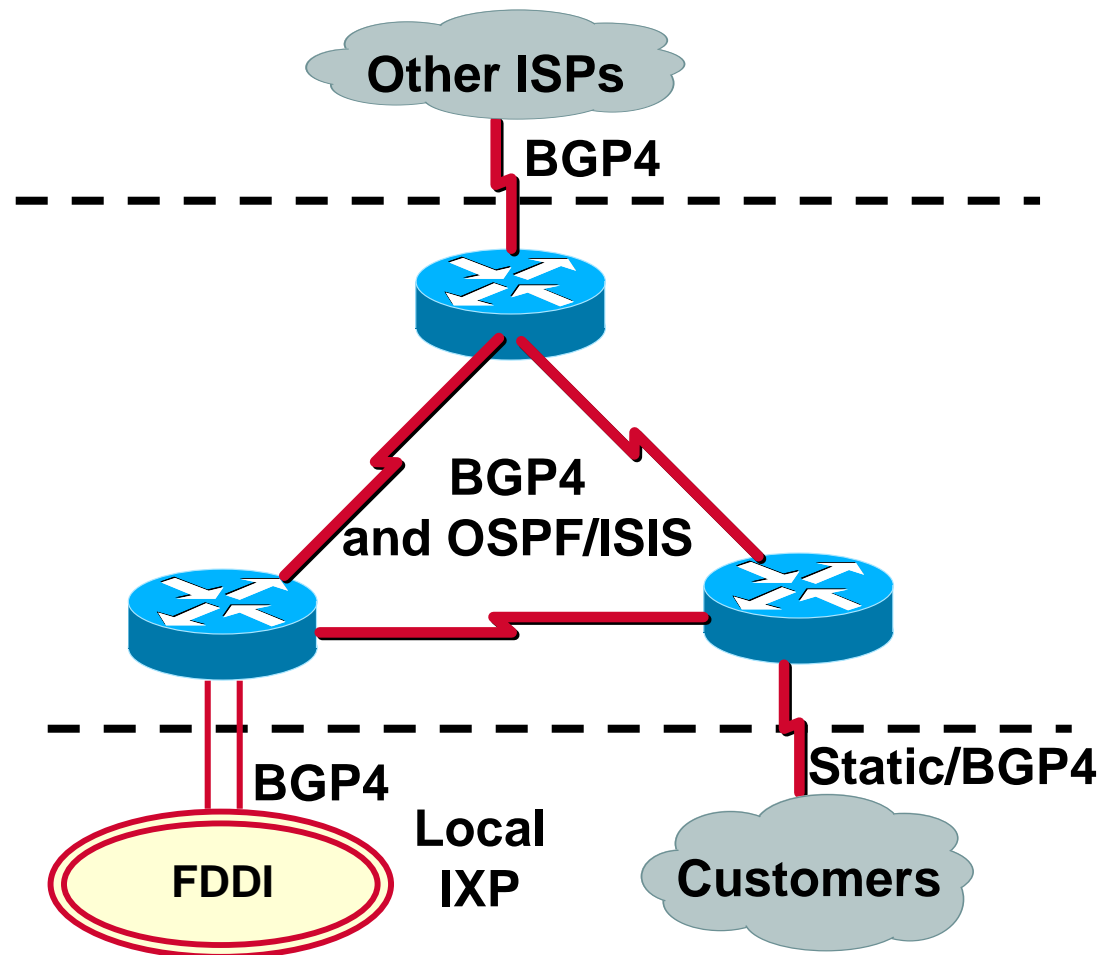 Other ISPs
BGP4
BGP4
and OSPF/ISIS
Static/BGP4
BGP4
Local
IXP
FDDI
Customers